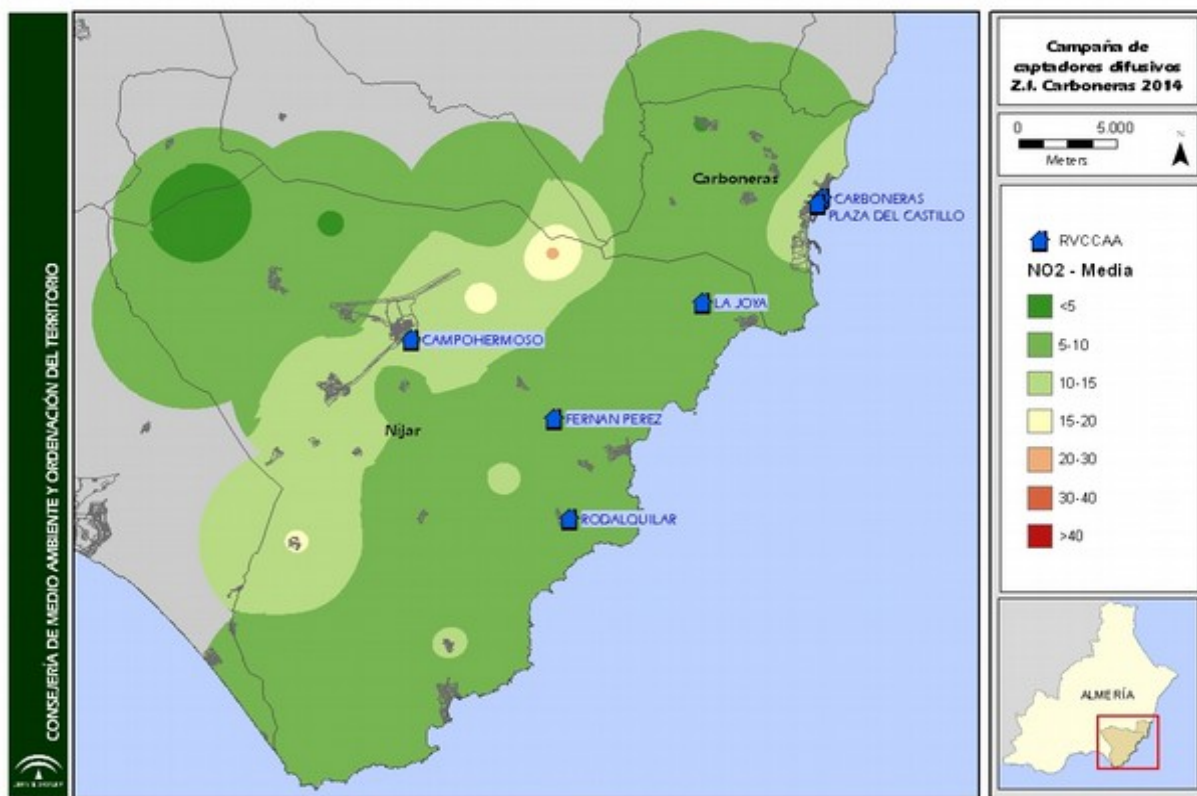 CONSEJERÍA DE MEDIO AMBIENTE Y ORDENACIÓN DEL TERRITORIO
Carboneras
CARBONERAS
PLAZA DEL CASTILLO
LA JOYA
CAMPOHERMOSO
FERNAN PEREZ
Níjar
RODALQUILAR
Campaña de
captadores difusivos
Z.I. Carboneras 2014
0 5.000
Meters
N
RVCCAA
NO2 - Media
<5
5-10
10-15
15-20
20-30
30-40
>40
ALMERÍA